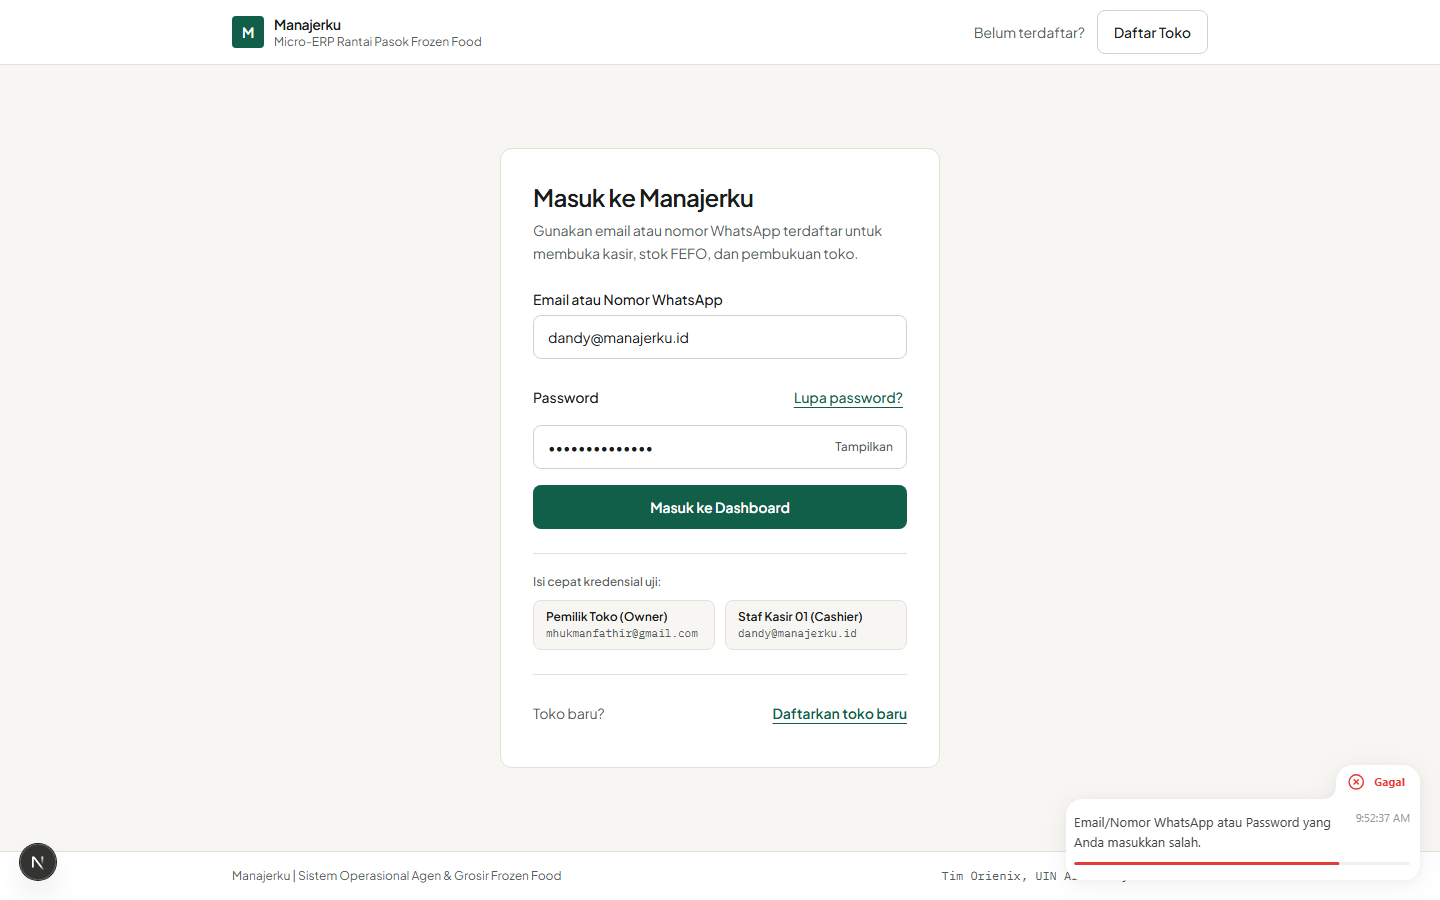 M
Manajerku
Micro-ERP Rantai Pasok Frozen Food
Belum terdaftar?
Daftar Toko
Masuk ke Manajerku
Gunakan email atau nomor WhatsApp terdaftar untuk
membuka kasir, stok FEFO, dan pembukuan toko.
Email atau Nomor WhatsApp
dandy@manajerku.id
Password
Lupa password?
••••••••••••••
Tampilkan
Masuk ke Dashboard
Isi cepat kredensial uji:
Pemilik Toko (Owner)
mhukmanfathir@gmail.com
Staf Kasir 01 (Cashier)
dandy@manajerku.id
Toko baru?
Daftarkan toko baru
Gagal
Email/Nomor WhatsApp atau Password yang
Anda masukkan salah.
9:52:37 AM
N
Manajerku | Sistem Operasional Agen & Grosir Frozen Food
Tim Orienix, UIN